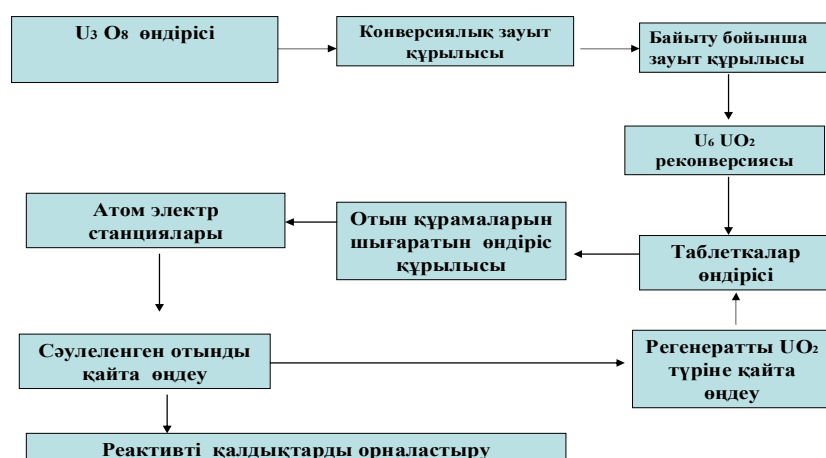 U₃ O₈ өндірісі
Конверсиялық зауыт
құрылысы
Байыту бойынша
зауыт құрылысы
U₆ UO₂
реконверсиясы
Атом электр
станциялары
Отын құрамаларын
шығаратын өндіріс
құрылысы
Таблеткалар
өндірісі
Сәулеленген отынды
қайта өңдеу
Регенератты UO₂
түріне қайта
өңдеу
Реактивті қалдықтарды орналастыру